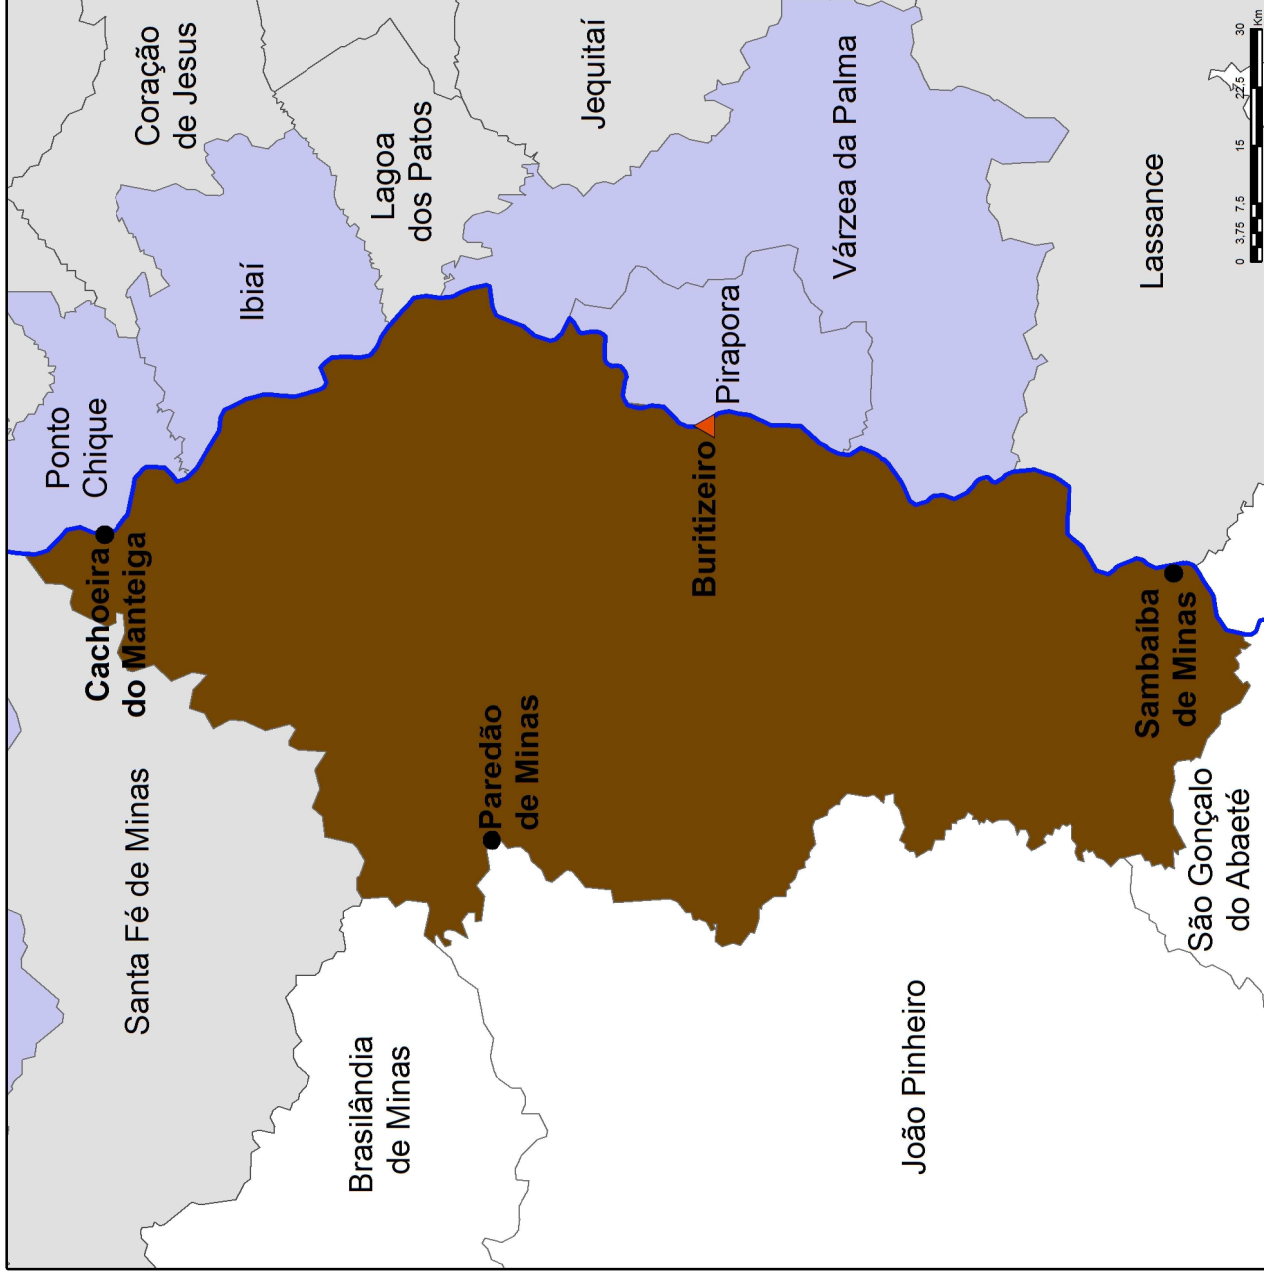 Ponto
Chique
Cachoeira
do Manteiga
Santa Fé de Minas
Coração
de Jesus
Ibiaí
Brasilândia
de Minas
Lagoa
dos Patos
Paredão
de Minas
Jequitaí
Buritizeiro
Pirapora
Várzea da Palma
João Pinheiro
Sambaíba
de Minas
Lassance
São Gonçalo
do Abaeté
0 3.75 7.5 15 22.5 30
Km